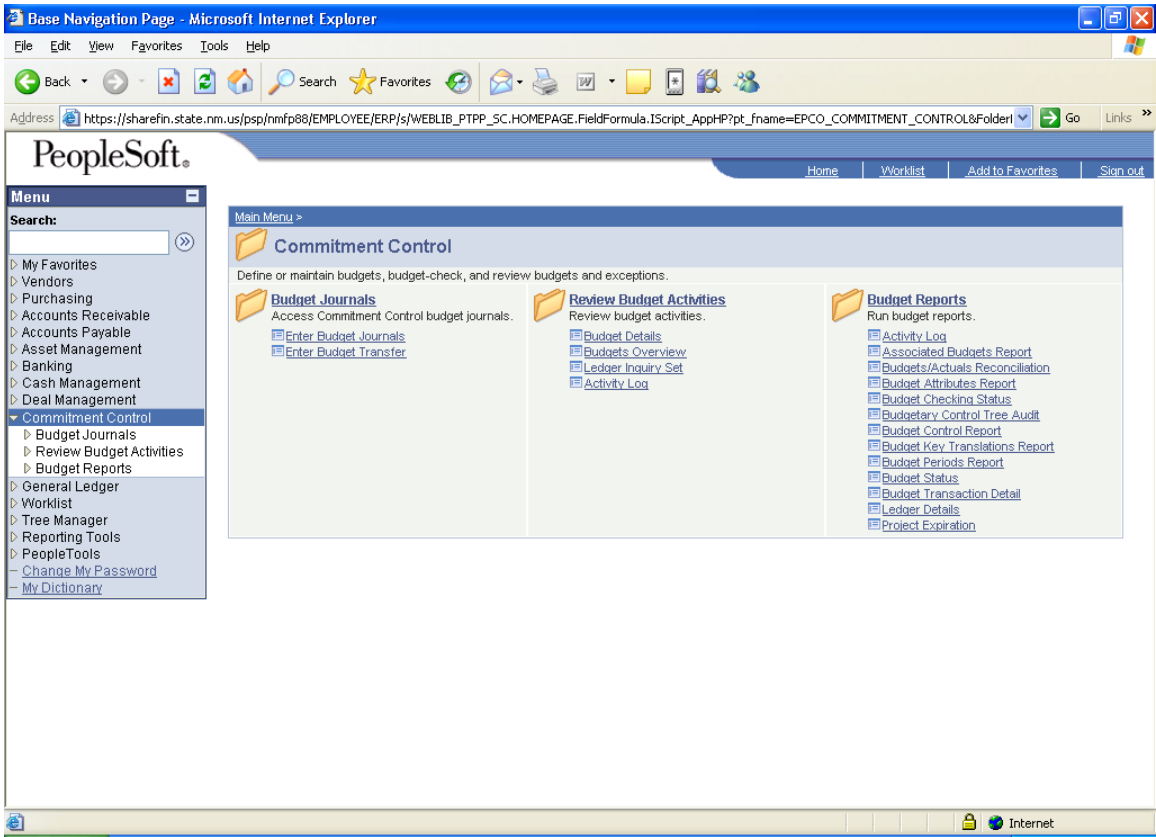 Base Navigation Page - Microsoft Internet Explorer
File Edit View Favorites Tools Help
Back Search Favorites
Address https://sharefin.state.nm.us/psp/nmfp88/EMPLOYEE/ERP/s/WEBLIB_PTPP_SC.HOMEPAGE.FieldFormula.IScript_AppHP?pt_fname=EPCO_COMMITMENT_CONTROL&FolderI Go Links »
PeopleSoft.
Home Worklist Add to Favorites Sign out
Menu
Search:
My Favorites
Vendors
Purchasing
Accounts Receivable
Accounts Payable
Asset Management
Banking
Cash Management
Deal Management
Commitment Control
Budget Journals
Review Budget Activities
Budget Reports
General Ledger
Worklist
Tree Manager
Reporting Tools
PeopleTools
– Change My Password
– My Dictionary
Main Menu >
Commitment Control
Define or maintain budgets, budget-check, and review budgets and exceptions.
Budget Journals
Access Commitment Control budget journals.
Enter Budget Journals
Enter Budget Transfer
Review Budget Activities
Review budget activities.
Budget Details
Budgets Overview
Ledger Inquiry Set
Activity Log
Budget Reports
Run budget reports.
Activity Log
Associated Budgets Report
Budgets/Actuals Reconciliation
Budget Attributes Report
Budget Checking Status
Budgetary Control Tree Audit
Budget Control Report
Budget Key Translations Report
Budget Periods Report
Budget Status
Budget Transaction Detail
Ledger Details
Project Expiration
Internet